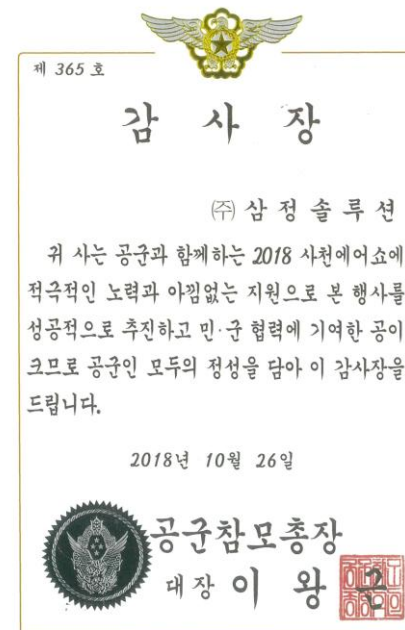 제 365 호
감 사 장
㈜ 삼 정 솔 루 션
귀 사는 공군과 함께하는 2018 사천에어쇼에
적극적인 노력과 아낌없는 지원으로 본 행사를
성공적으로 추진하고 민·군 협력에 기여한 공이
크므로 공군인 모두의 정성을 담아 이 감사장을
드립니다.
2018년 10월 26일
공군참모총장
대장 이 왕 근